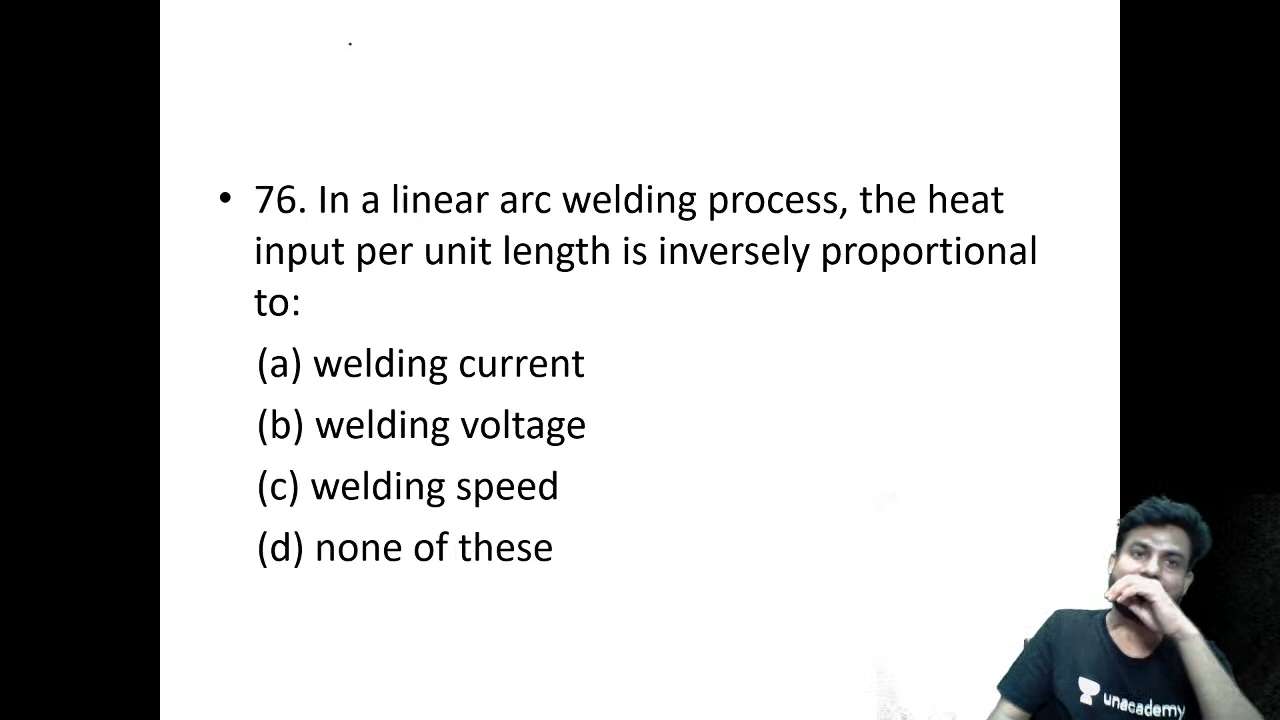 • 76. In a linear arc welding process, the heat
input per unit length is inversely proportional
to:
(a) welding current
(b) welding voltage
(c) welding speed
(d) none of these
unacademy